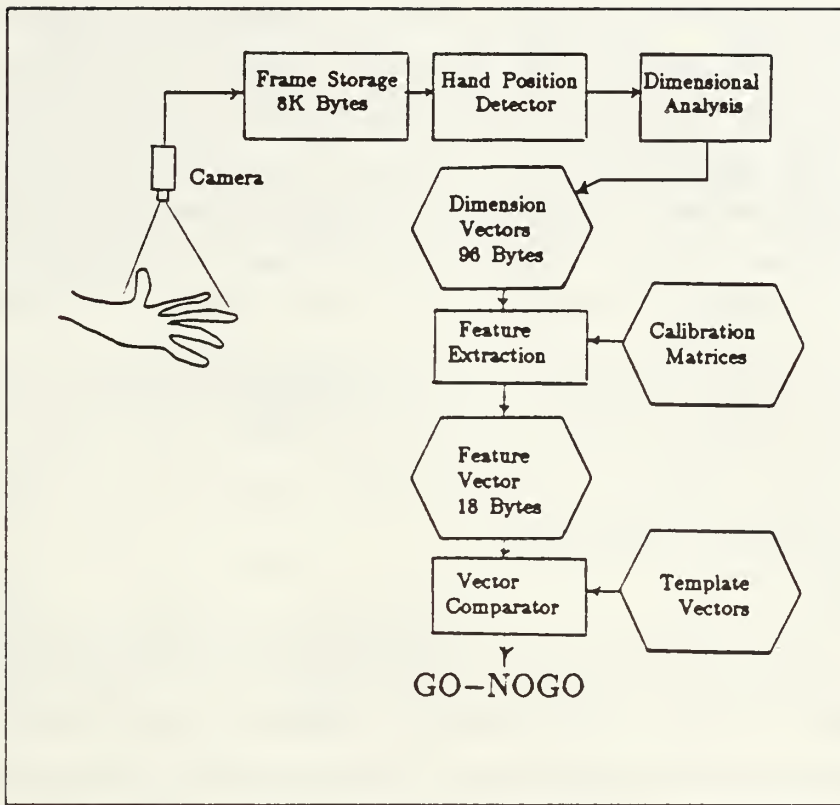 Frame Storage
8K Bytes
Hand Position
Detector
Dimensional
Analysis
Camera
Dimension
Vectors
96 Bytes
Feature
Extraction
Calibration
Matrices
Feature
Vector
18 Bytes
Vector
Comparator
Template
Vectors
GO-NOGO